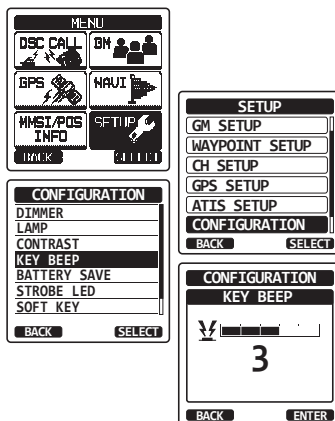 MENU
DSC CALL
GM
GPS
NAVI
MMSI/POS
INFO
SETUP
BACK
SELECT
SETUP
GM SETUP
WAYPOINT SETUP
CH SETUP
GPS SETUP
ATIS SETUP
CONFIGURATION
BACK
SELECT
CONFIGURATION
DIMMER
LAMP
CONTRAST
KEY BEEP
BATTERY SAVE
STROBE LED
SOFT KEY
BACK
SELECT
CONFIGURATION
KEY BEEP
3
BACK
ENTER